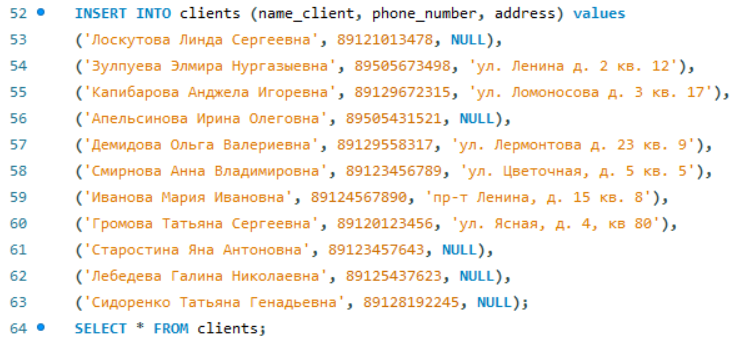 52 INSERT INTO clients (name_client, phone_number, address) values
53 ('Лоскутова Линда Сергеевна', 89121013478, NULL),
54 ('Зулпуева Элмира Нургазыевна', 89505673498, 'ул. Ленина д. 2 кв. 12'),
55 ('Капибарова Анджела Игоревна', 89129672315, 'ул. Ломоносова д. 3 кв. 17'),
56 ('Апельсинова Ирина Олеговна', 89505431521, NULL),
57 ('Демидова Ольга Валериевна', 89129558317, 'ул. Лермонтова д. 23 кв. 9'),
58 ('Смирнова Анна Владимировна', 89123456789, 'ул. Цветочная, д. 5 кв. 5'),
59 ('Иванова Мария Ивановна', 89124567890, 'пр-т Ленина, д. 15 кв. 8'),
60 ('Громова Татьяна Сергеевна', 89120123456, 'ул. Ясная, д. 4, кв 80'),
61 ('Старостина Яна Антоновна', 89123457643, NULL),
62 ('Лебедева Галина Николаевна', 89125437623, NULL),
63 ('Сидоренко Татьяна Генадьевна', 89128192245, NULL);
64 SELECT * FROM clients;